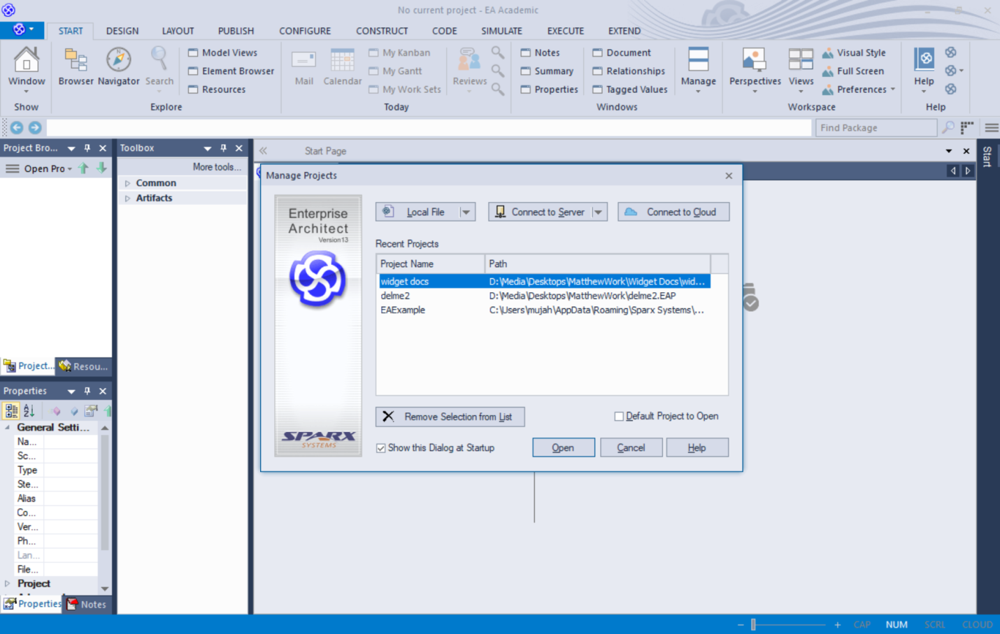 No current project - EA Academic
START DESIGN LAYOUT PUBLISH CONFIGURE CONSTRUCT CODE SIMULATE EXECUTE EXTEND
Model Views My Kanban Notes Document Visual Style
Element Browser My Gantt Summary Relationships Full Screen
Resources My Work Sets Properties Tagged Values Preferences
Window Browser Navigator Search Mail Calendar Reviews Manage Perspectives Views Help
Show Explore Today Windows Workspace Help
Find Package
Project Bro... Toolbox Start Page
Start
Open Pro More tools...
Common
Artifacts
Manage Projects
Enterprise
Architect
Version13
SPARX
SYSTEMS
Local File Connect to Server Connect to Cloud
Recent Projects
Project Name Path
widget docs D:\Media\Desktops\MatthewWork\Widget Docs\wid...
delme2 D:\Media\Desktops\MatthewWork\delme2.EAP
EAExample C:\Users\mujah\AppData\Roaming\Sparx Systems\...
Remove Selection from List Default Project to Open
Show this Dialog at Startup Open Cancel Help
Project... Resou...
Properties
General Setti...
Na...
Sc...
Type
Ste...
Alias
Co...
Ver...
Ph...
Lan...
File...
Project
Properties Notes
CAP NUM SCRL CLOUD